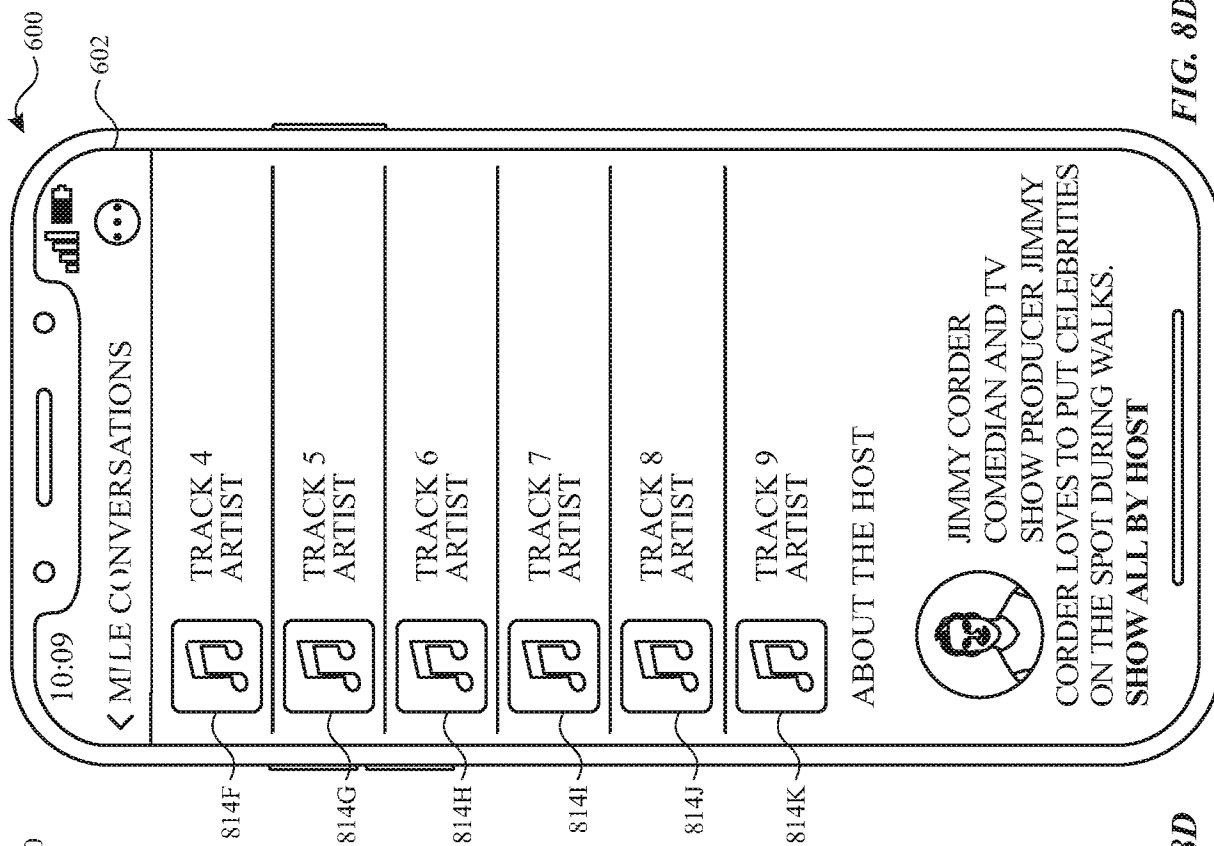 600
602
10:09
< MILE CONVERSATIONS
814F
TRACK 4
ARTIST
814G
TRACK 5
ARTIST
814H
TRACK 6
ARTIST
814I
TRACK 7
ARTIST
814J
TRACK 8
ARTIST
814K
TRACK 9
ARTIST
ABOUT THE HOST
JIMMY CORDER
COMEDIAN AND TV
SHOW PRODUCER JIMMY
CORDER LOVES TO PUT CELEBRITIES
ON THE SPOT DURING WALKS.
SHOW ALL BY HOST
FIG. 8D